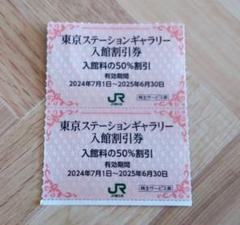 東京ステーションギャラリー
入館割引券
入館料の50%割引
有効期間
2024年7月1日～2025年6月30日
JR
株主サービス券
東京ステーションギャラリー
入館割引券
入館料の50%割引
有効期間
2024年7月1日～2025年6月30日
JR
株主サービス券